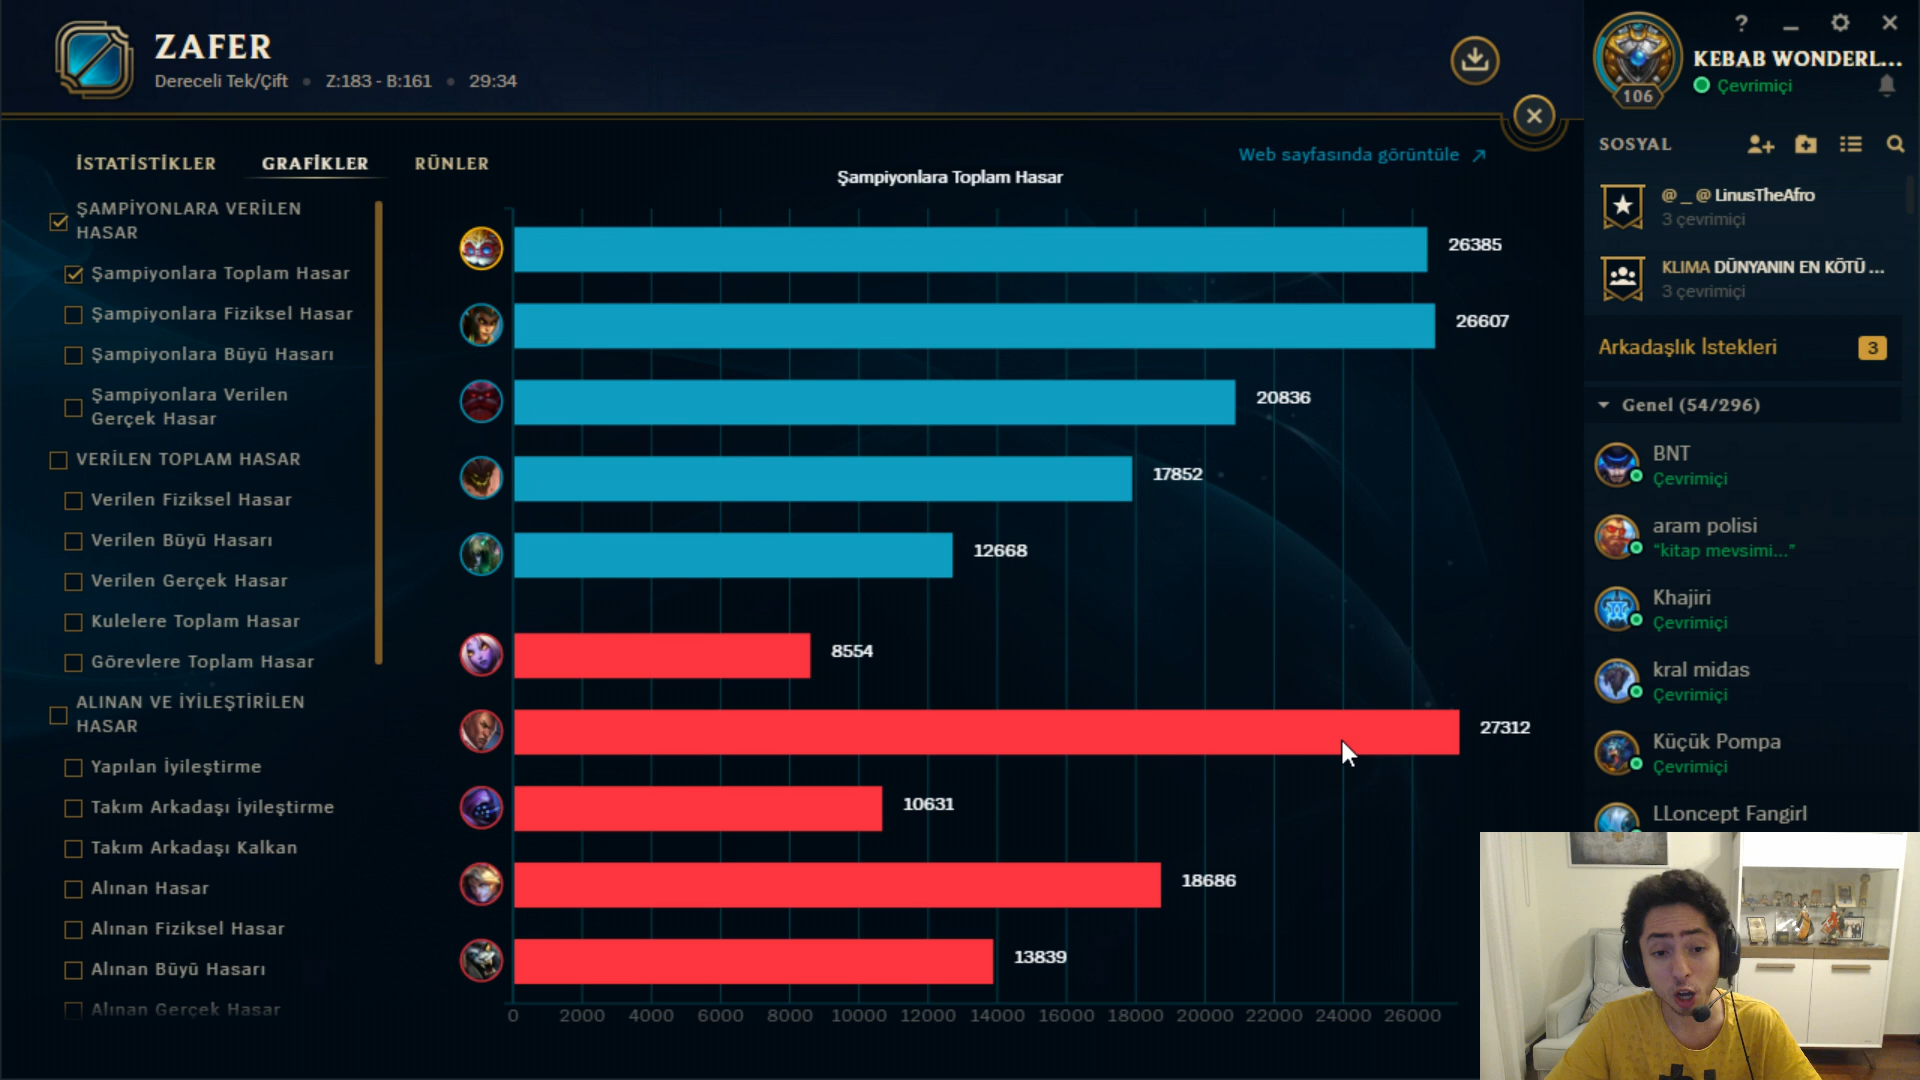 ZAFER
Dereceli Tek/Çift • Z:183 - B:161 • 29:34
İSTATİSTİKLER
GRAFİKLER
RÜNLER
Web sayfasında görüntüle
ŞAMPİYONLARA VERİLEN
HASAR
Şampiyonlara Toplam Hasar
Şampiyonlara Fiziksel Hasar
Şampiyonlara Büyü Hasarı
Şampiyonlara Verilen
Gerçek Hasar
VERİLEN TOPLAM HASAR
Verilen Fiziksel Hasar
Verilen Büyü Hasarı
Verilen Gerçek Hasar
Kulelere Toplam Hasar
Görevlere Toplam Hasar
ALINAN VE İYİLEŞTİRİLEN
HASAR
Yapılan İyileştirme
Takım Arkadaşı İyileştirme
Takım Arkadaşı Kalkan
Alınan Hasar
Alınan Fiziksel Hasar
Alınan Büyü Hasarı
Alınan Gerçek Hasar
Şampiyonlara Toplam Hasar
26385
26607
20836
17852
12668
8554
27312
10631
18686
13839
0 2000 4000 6000 8000 10000 12000 14000 16000 18000 20000 22000 24000 26000
?
KEBAB WONDERL...
Çevrimiçi
106
SOSYAL
@ _ @ LinusTheAfro
3 çevrimiçi
KLIMA DÜNYANIN EN KÖTÜ ...
3 çevrimiçi
Arkadaşlık İstekleri 3
Genel (54/296)
BNT
Çevrimiçi
aram polisi
“kitap mevsimi...”
Khajiri
Çevrimiçi
kral midas
Çevrimiçi
Küçük Pompa
Çevrimiçi
LLoncept Fangirl